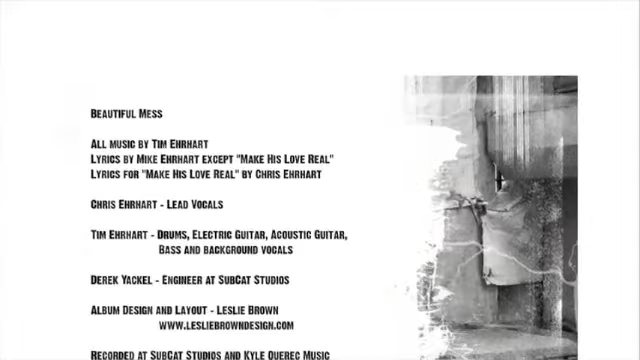 Beautiful Mess
All music by Tim Ehrhart
Lyrics by Mike Ehrhart except "Make His Love Real"
Lyrics for "Make His Love Real" by Chris Ehrhart
Chris Ehrhart - Lead Vocals
Tim Ehrhart - Drums, Electric Guitar, Acoustic Guitar,
Bass and background vocals
Derek Yackel - Engineer at SubCat Studios
Album Design and Layout - Leslie Brown
www.lesliebrowndesign.com
Recorded at SubCat Studios and Kyle Querec Music